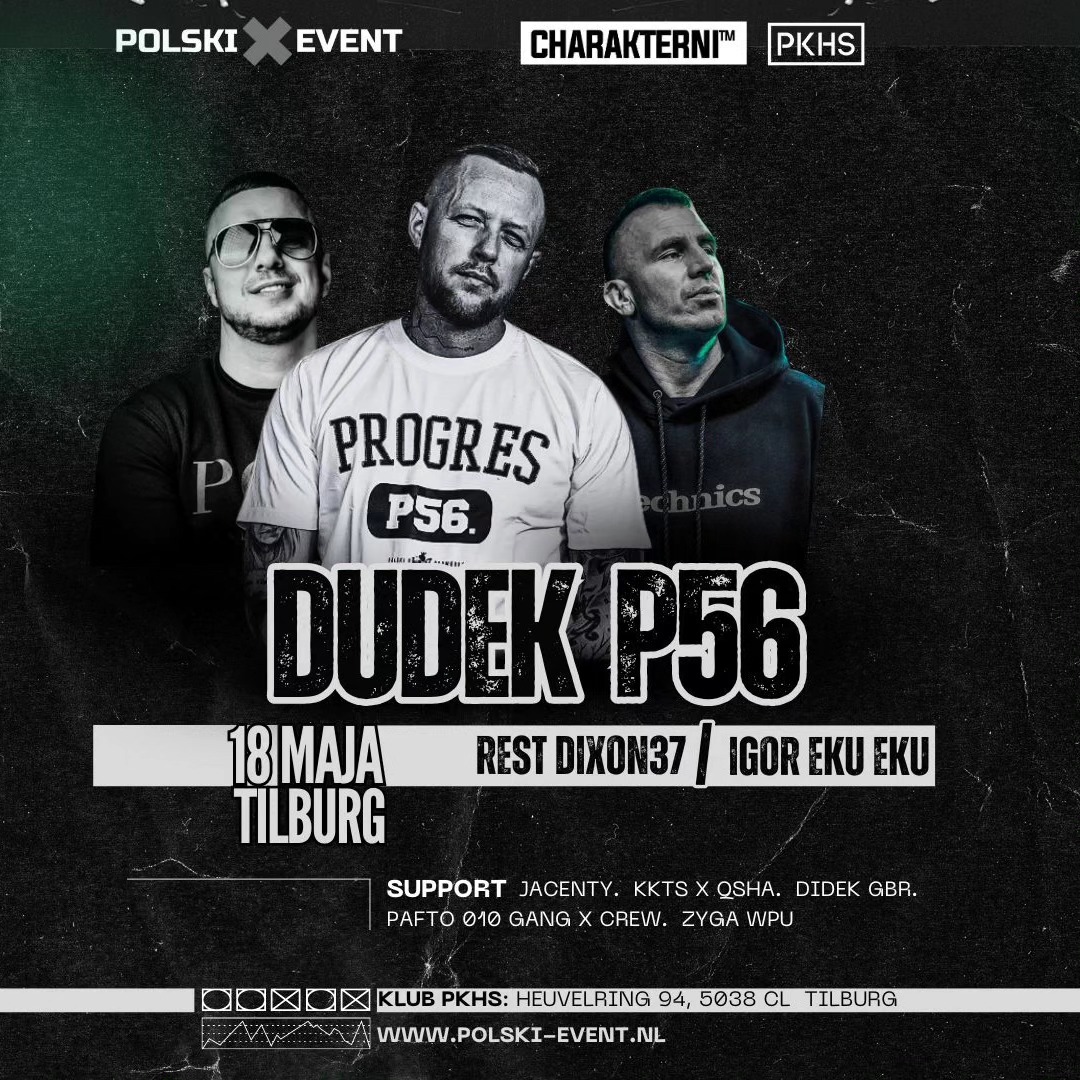 POLSKI X EVENT
CHARAKTERNI™
PKHS
PROGRES
P56.
echnics
DUDEK P56
18 MAJA
TILBURG
REST DIXON37 / IGOR EKU EKU
SUPPORT JACENTY. KKTS X QSHA. DIDEK GBR.
PAFTO 010 GANG X CREW. ZYGA WPU
KLUB PKHS: HEUVELRING 94, 5038 CL TILBURG
WWW.POLSKI-EVENT.NL